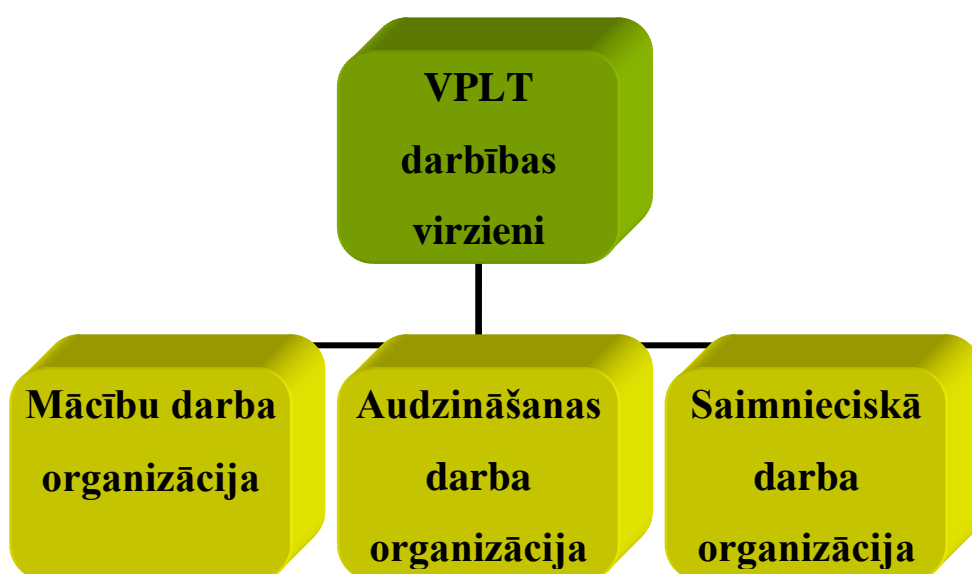 VPLT
darbības
virzieni
Mācību darba
organizācija
Audzināšanas
darba
organizācija
Saimnieciskā
darba
organizācija